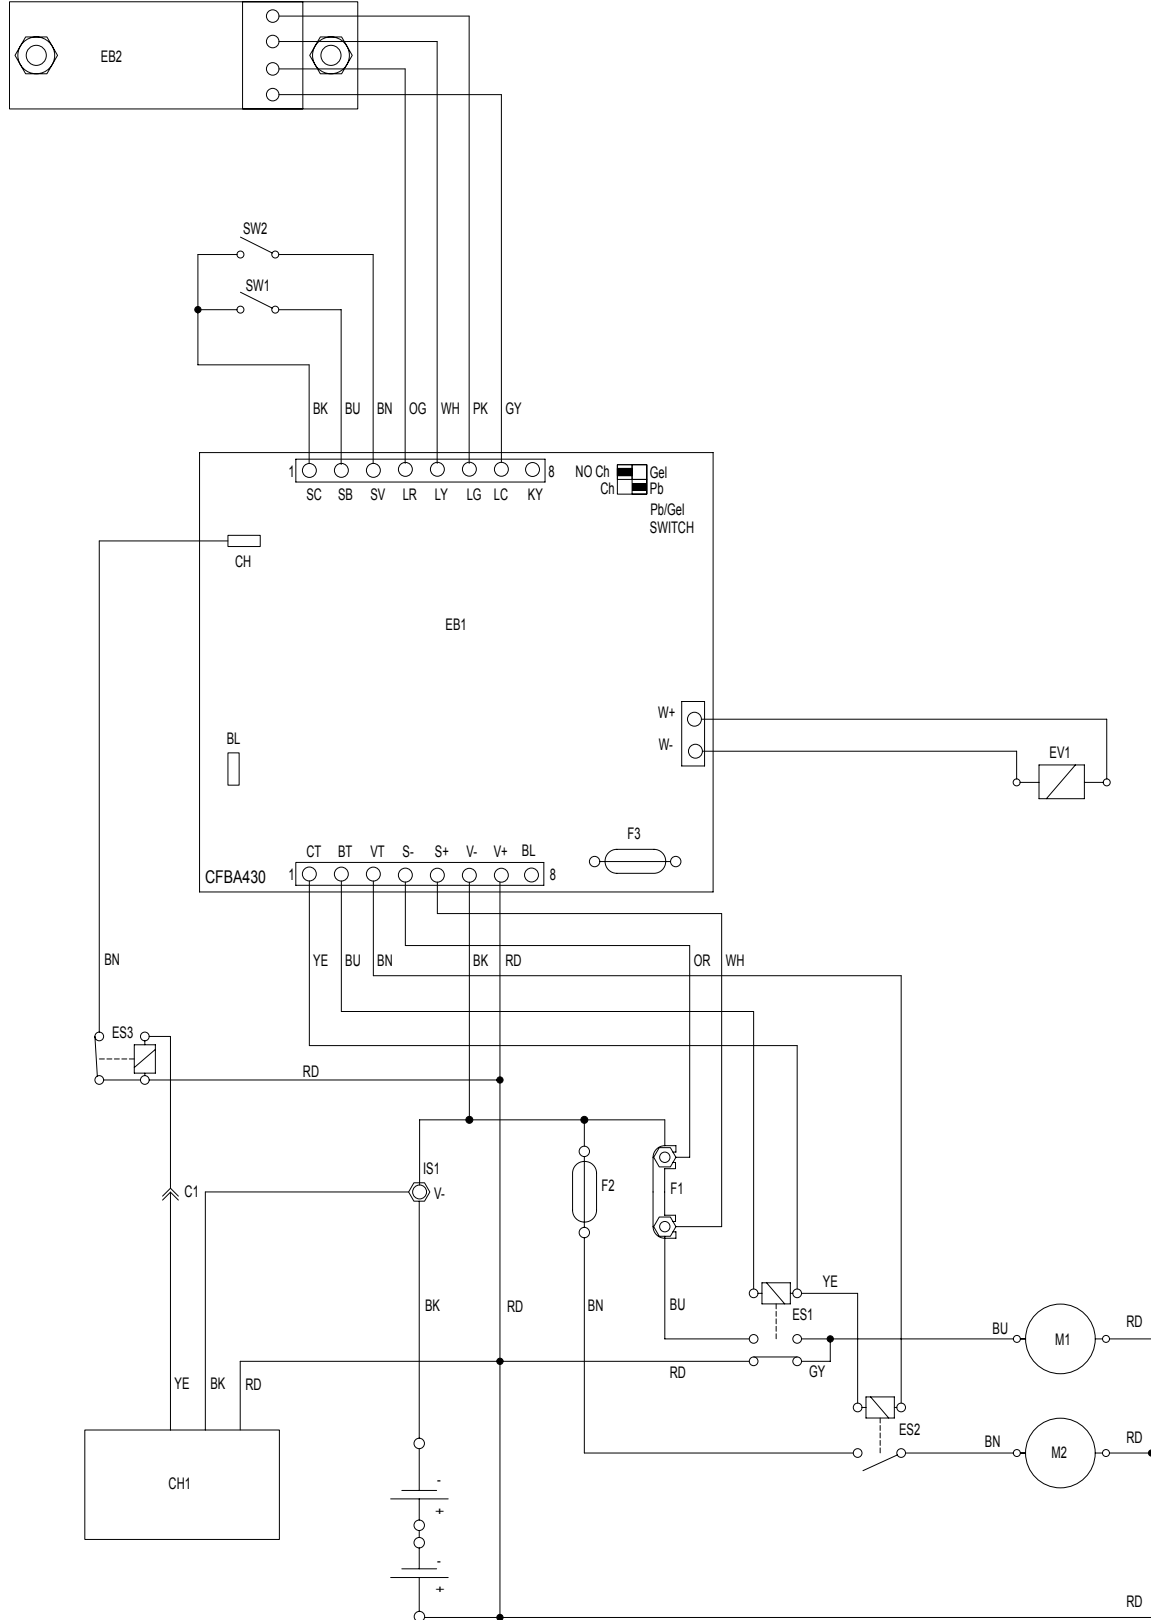 EB2
SW2
SW1
BK BU BN OG WH PK GY
1 8
SC SB SV LR LY LG LC KY
NO Ch Gel
Ch Pb
Pb/Gel
SWITCH
CH
EB1
W+
W-
BL
EV1
F3
CT BT VT S- S+ V- V+ BL
CFBA430 1 8
BN YE BU BN BK RD OR WH
ES3
RD
IS1
C1 V- F2 F1
YE
BK RD BN BU ES1
BU M1 RD
RD GY
YE BK RD
ES2
BN M2 RD
CH1
-
+
-
+
RD